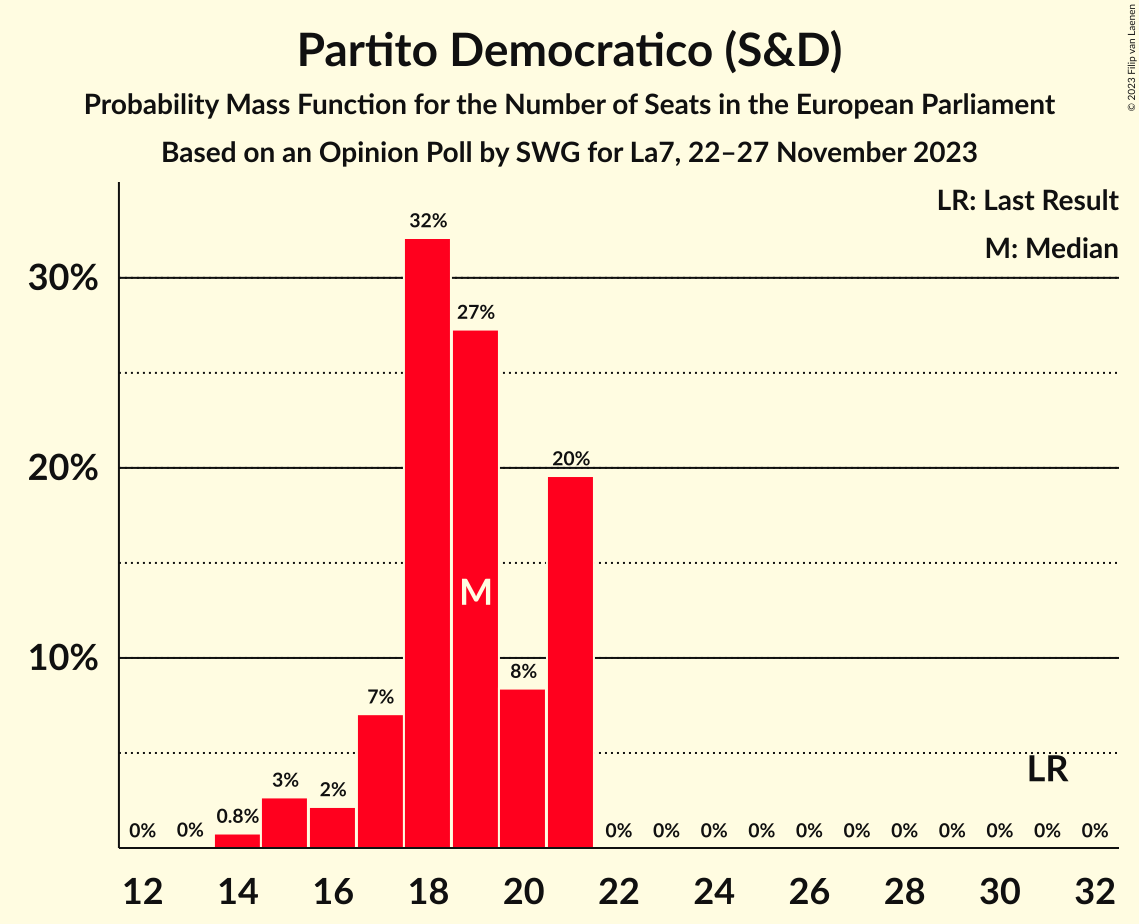 Partito Democratico (S&D)
Probability Mass Function for the Number of Seats in the European Parliament
Based on an Opinion Poll by SWG for La7, 22–27 November 2023
© 2023 Filip van Laenen
LR: Last Result
M: Median
30%
20%
10%
0%
0%
0.8%
3%
2%
7%
32%
27%
8%
20%
0%
0%
0%
0%
0%
0%
0%
0%
0%
0%
0%
M
LR
12 14 16 18 20 22 24 26 28 30 32